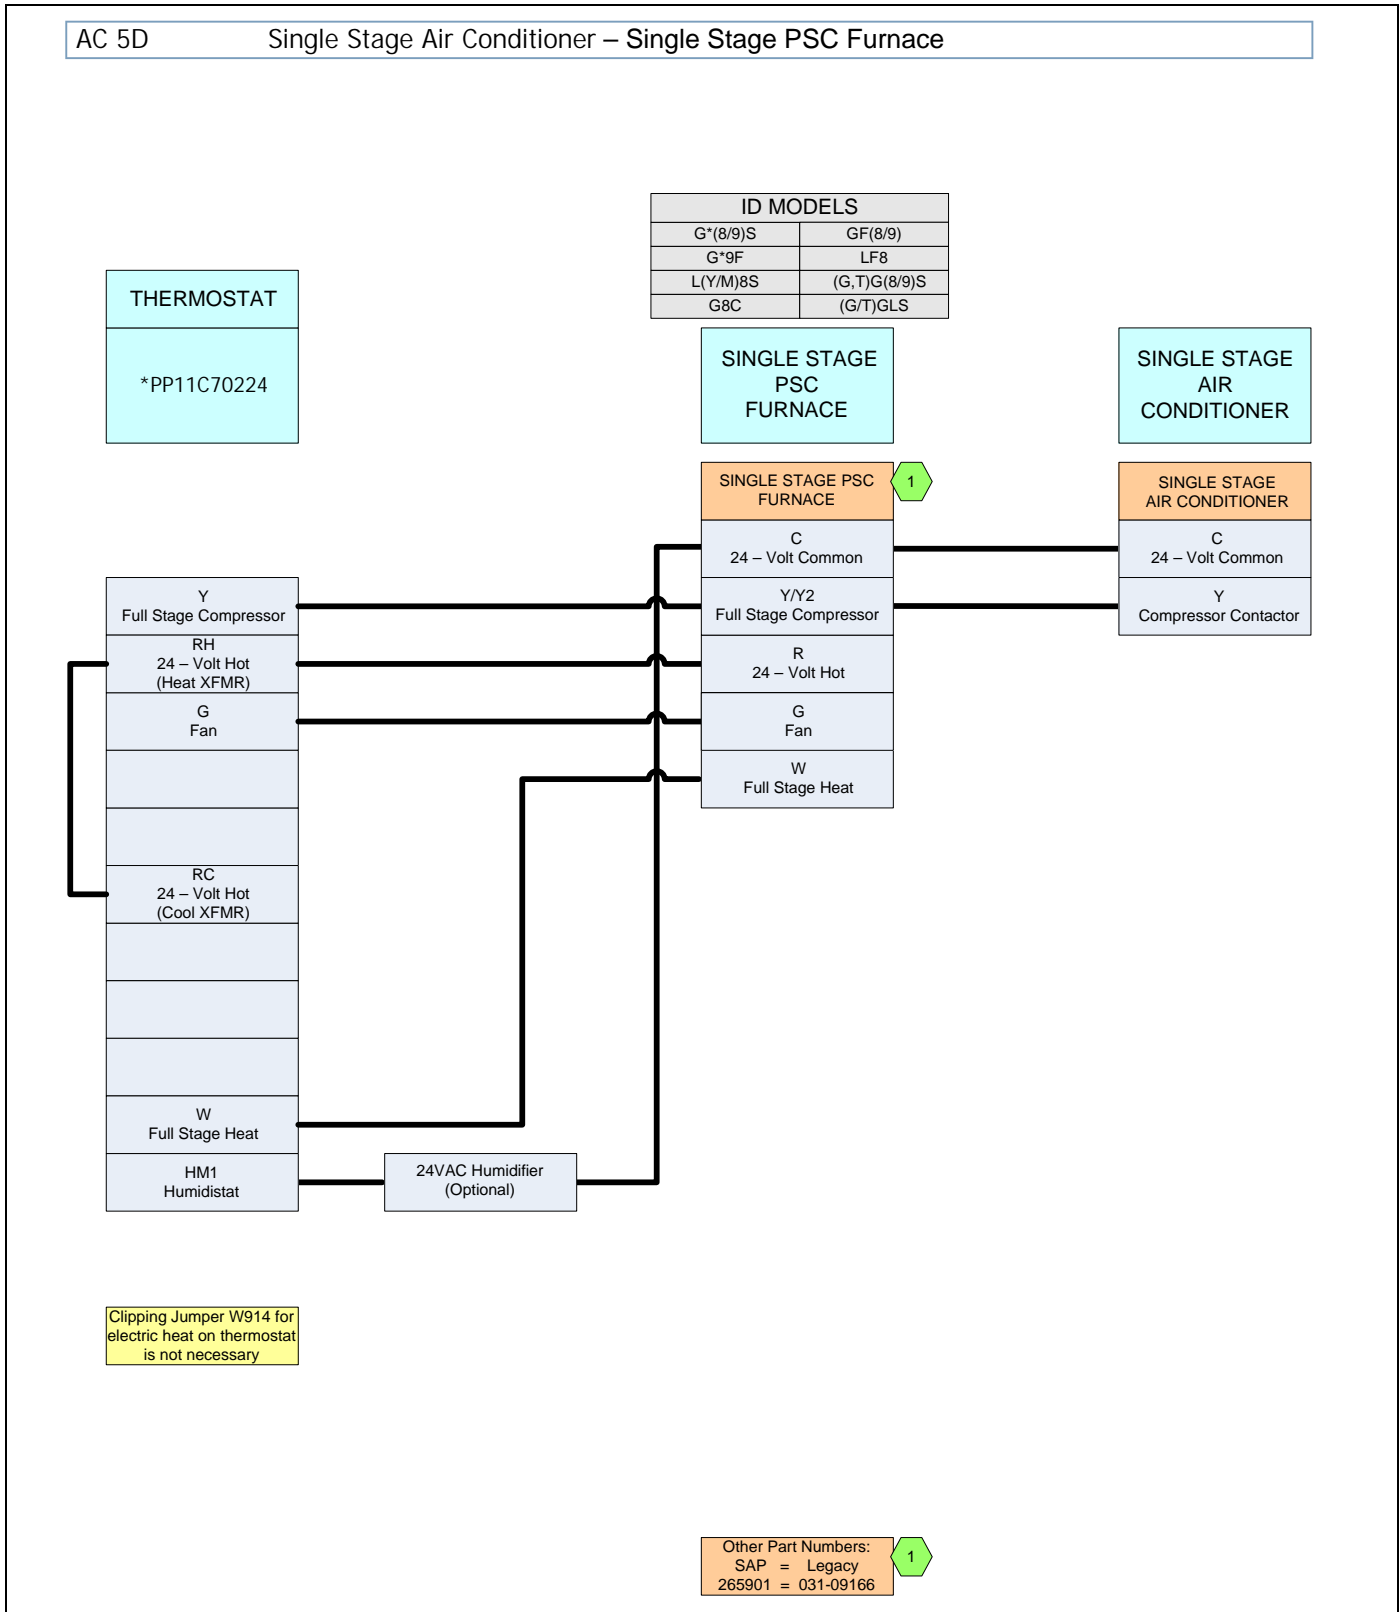 AC 5D Single Stage Air Conditioner – Single Stage PSC Furnace
ID MODELS
G*(8/9)S GF(8/9)
G*9F LF8
L(Y/M)8S (G,T)G(8/9)S
G8C (G/T)GLS
THERMOSTAT
*PP11C70224
SINGLE STAGE
PSC
FURNACE
SINGLE STAGE
AIR
CONDITIONER
SINGLE STAGE PSC
FURNACE
1
SINGLE STAGE
AIR CONDITIONER
C
24 – Volt Common
C
24 – Volt Common
Y
Full Stage Compressor
Y/Y2
Full Stage Compressor
Y
Compressor Contactor
RH
24 – Volt Hot
(Heat XFMR)
R
24 – Volt Hot
G
Fan
G
Fan
W
Full Stage Heat
RC
24 – Volt Hot
(Cool XFMR)
W
Full Stage Heat
HM1
Humidistat
24VAC Humidifier
(Optional)
Clipping Jumper W914 for
electric heat on thermostat
is not necessary
Other Part Numbers:
SAP = Legacy
265901 = 031-09166
1